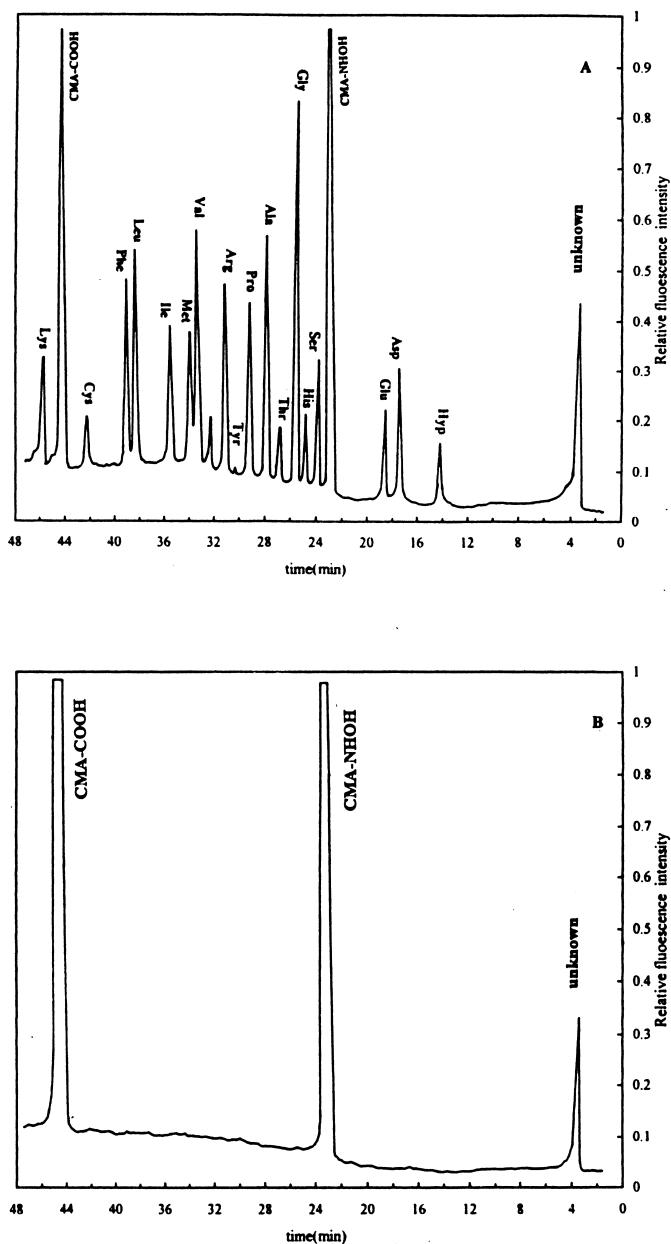 A
CMA-COOH
Gly
CMA-NHOH
Val
Ala
Leu
Phe
Arg
Pro
unknown
Ile
Met
Lys
Ser
Asp
Cys
Thr
His
Glu
Hyp
Tyr
1
0.9
0.8
0.7
0.6
0.5
0.4
0.3
0.2
0.1
0
Relative fluoescence intensity
48 44 40 36 32 28 24 20 16 12 8 4 0
time(min)
B
CMA-COOH
CMA-NHOH
unknown
1
0.9
0.8
0.7
0.6
0.5
0.4
0.3
0.2
0.1
0
Relative fluoescence intensity
48 44 40 36 32 28 24 20 16 12 8 4 0
time(min)